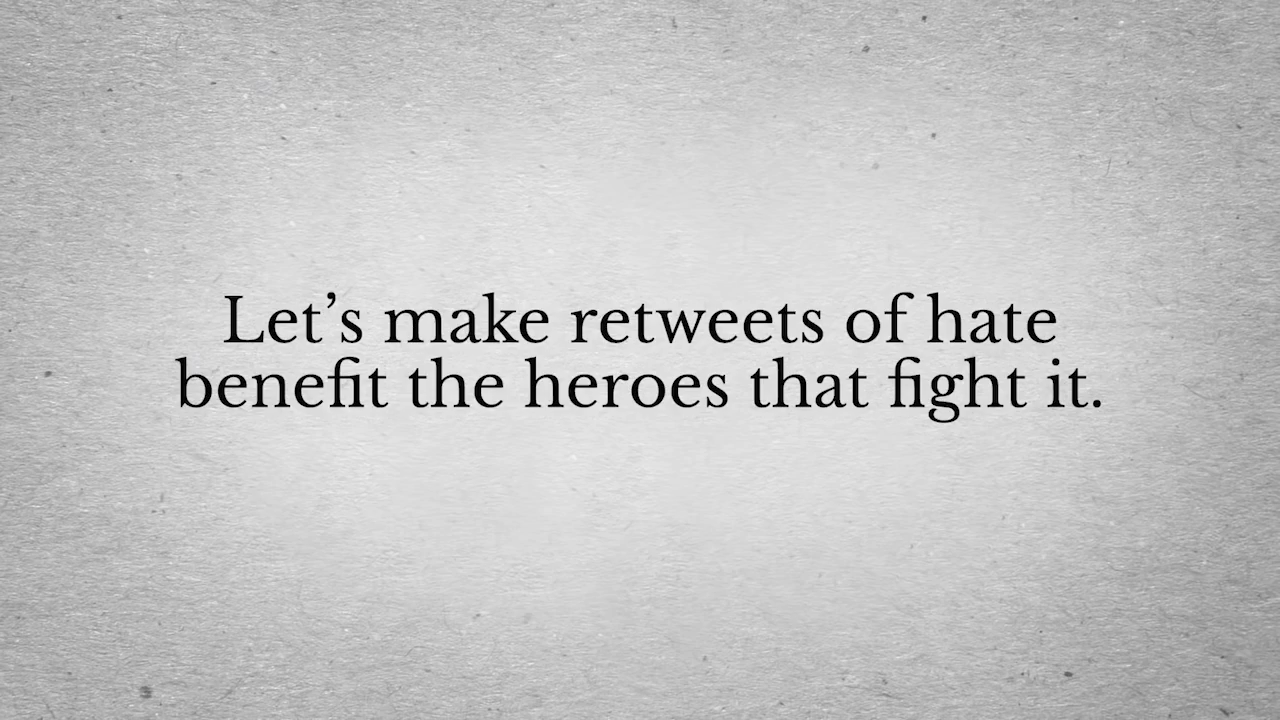 Let’s make retweets of hate
benefit the heroes that fight it.